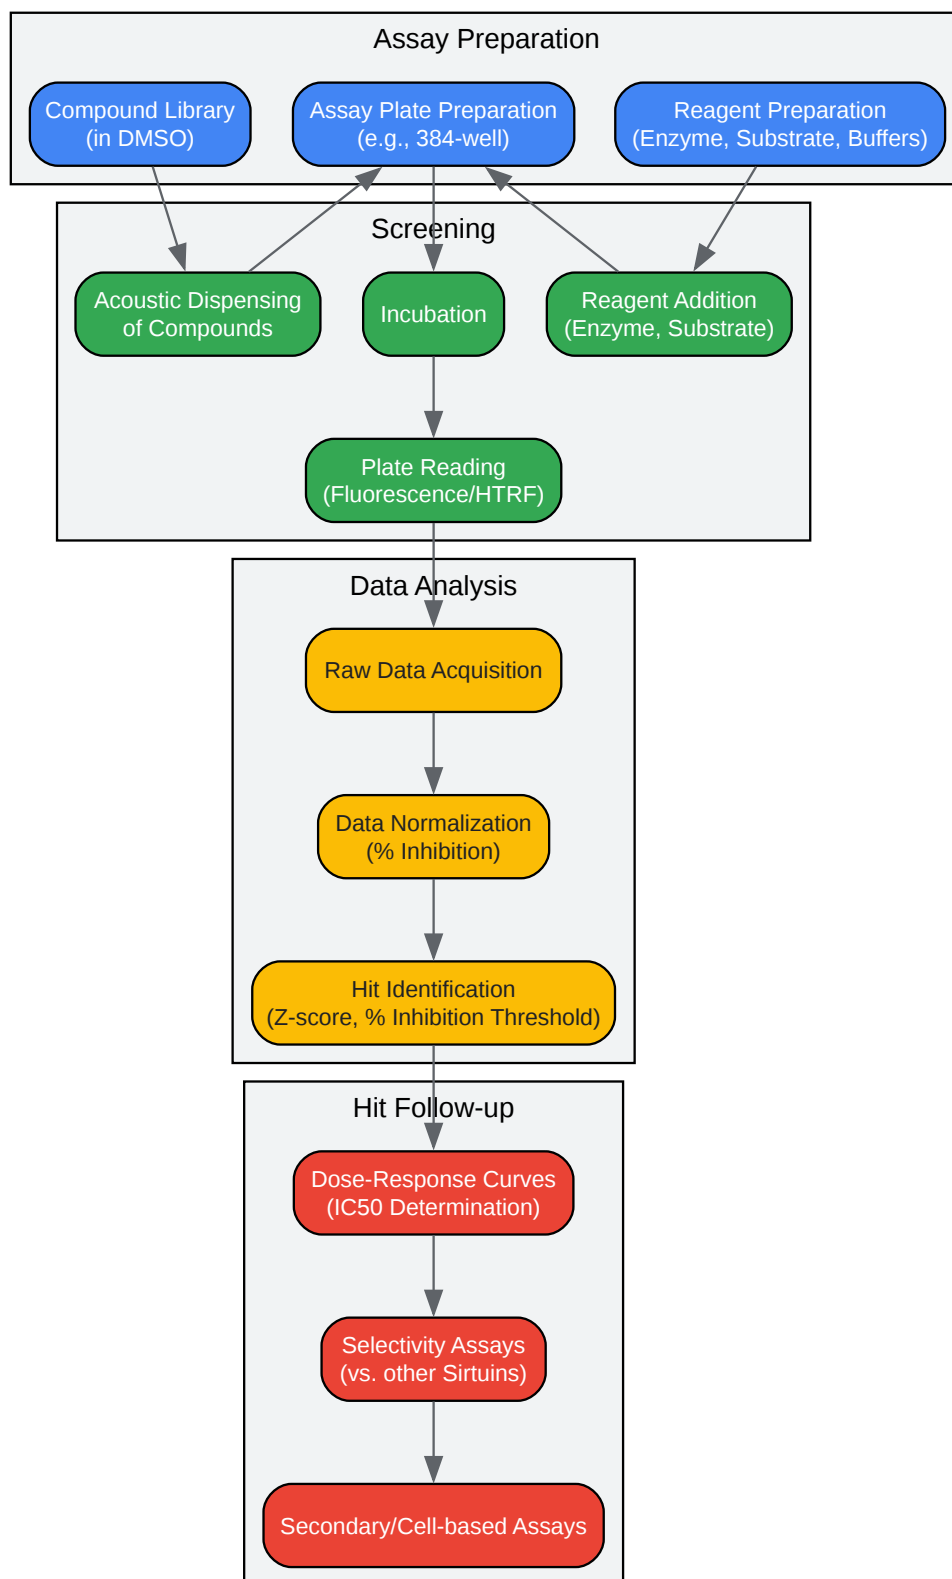 Assay Preparation
Compound Library
(in DMSO)
Assay Plate Preparation
(e.g., 384-well)
Reagent Preparation
(Enzyme, Substrate, Buffers)
Screening
Acoustic Dispensing
of Compounds
Incubation
Reagent Addition
(Enzyme, Substrate)
Plate Reading
(Fluorescence/HTRF)
Data Analysis
Raw Data Acquisition
Data Normalization
(% Inhibition)
Hit Identification
(Z-score, % Inhibition Threshold)
Hit Follow-up
Dose-Response Curves
(IC50 Determination)
Selectivity Assays
(vs. other Sirtuins)
Secondary/Cell-based Assays